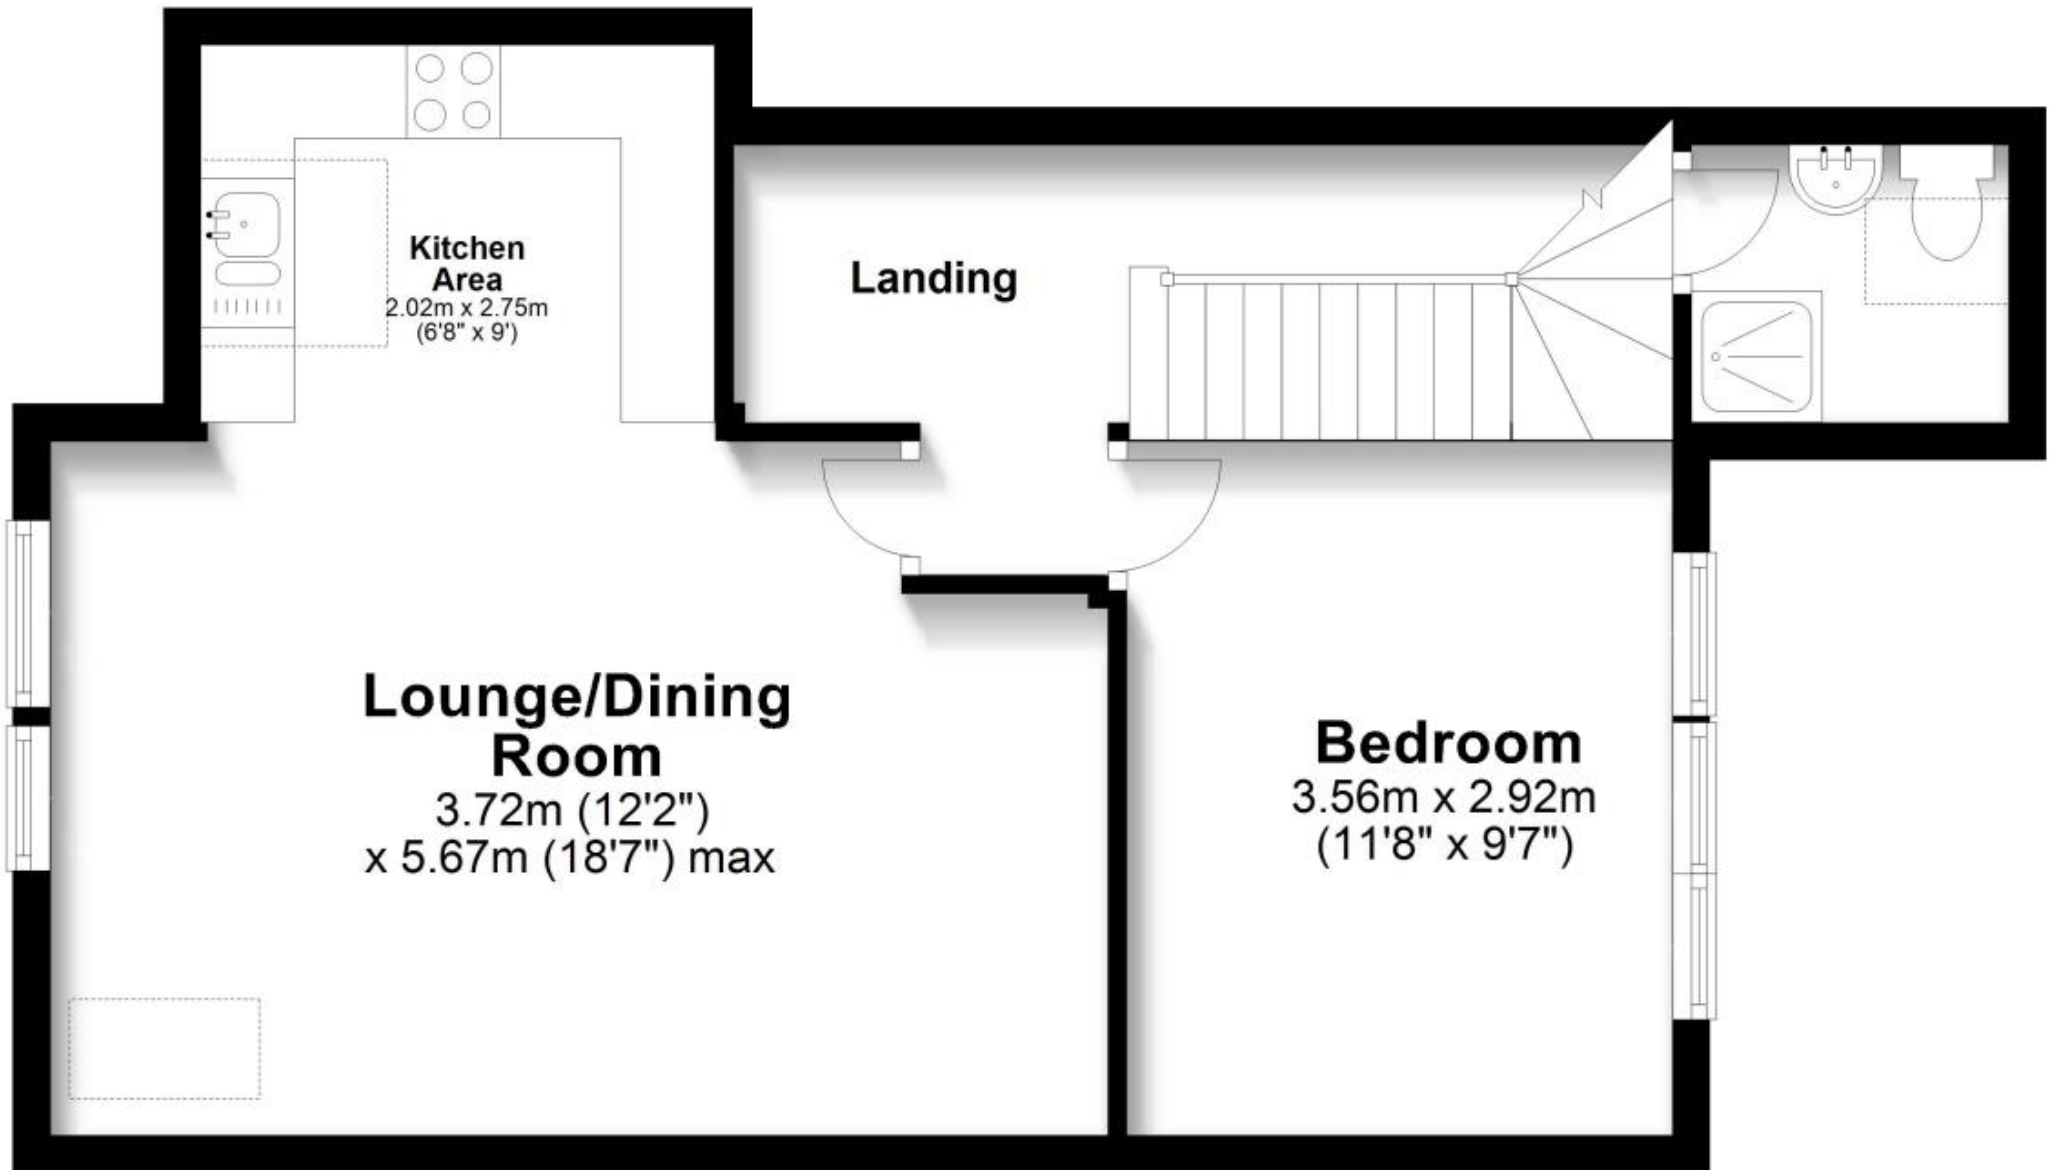 Kitchen
Area
2.02m x 2.75m
(6'8" x 9')
Landing
Lounge/Dining
Room
3.72m (12'2")
x 5.67m (18'7") max
Bedroom
3.56m x 2.92m
(11'8" x 9'7")